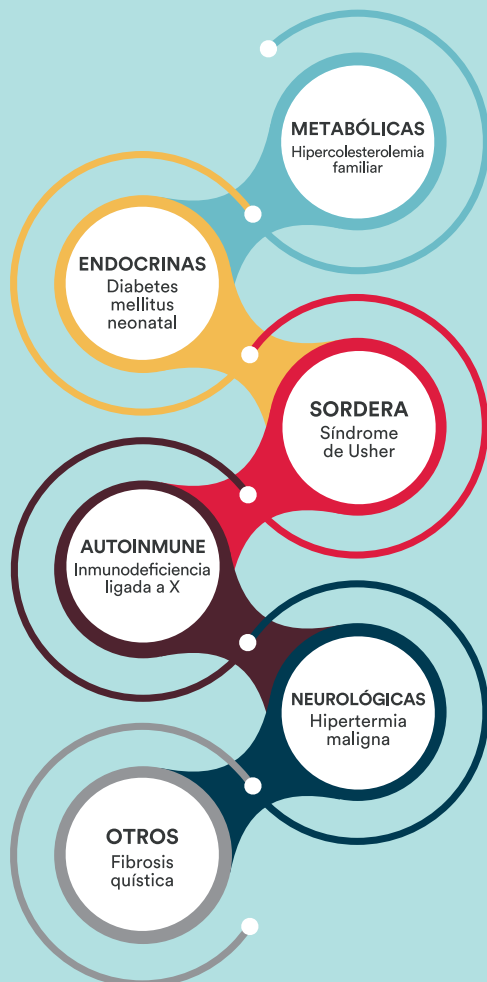 METABÓLICAS
Hipercolesterolemia
familiar
ENDOCRINAS
Diabetes
mellitus
neonatal
SORDERA
Síndrome
de Usher
AUTOINMUNE
Inmunodeficiencia
ligada a X
NEUROLÓGICAS
Hipertermia
maligna
OTROS
Fibrosis
quística